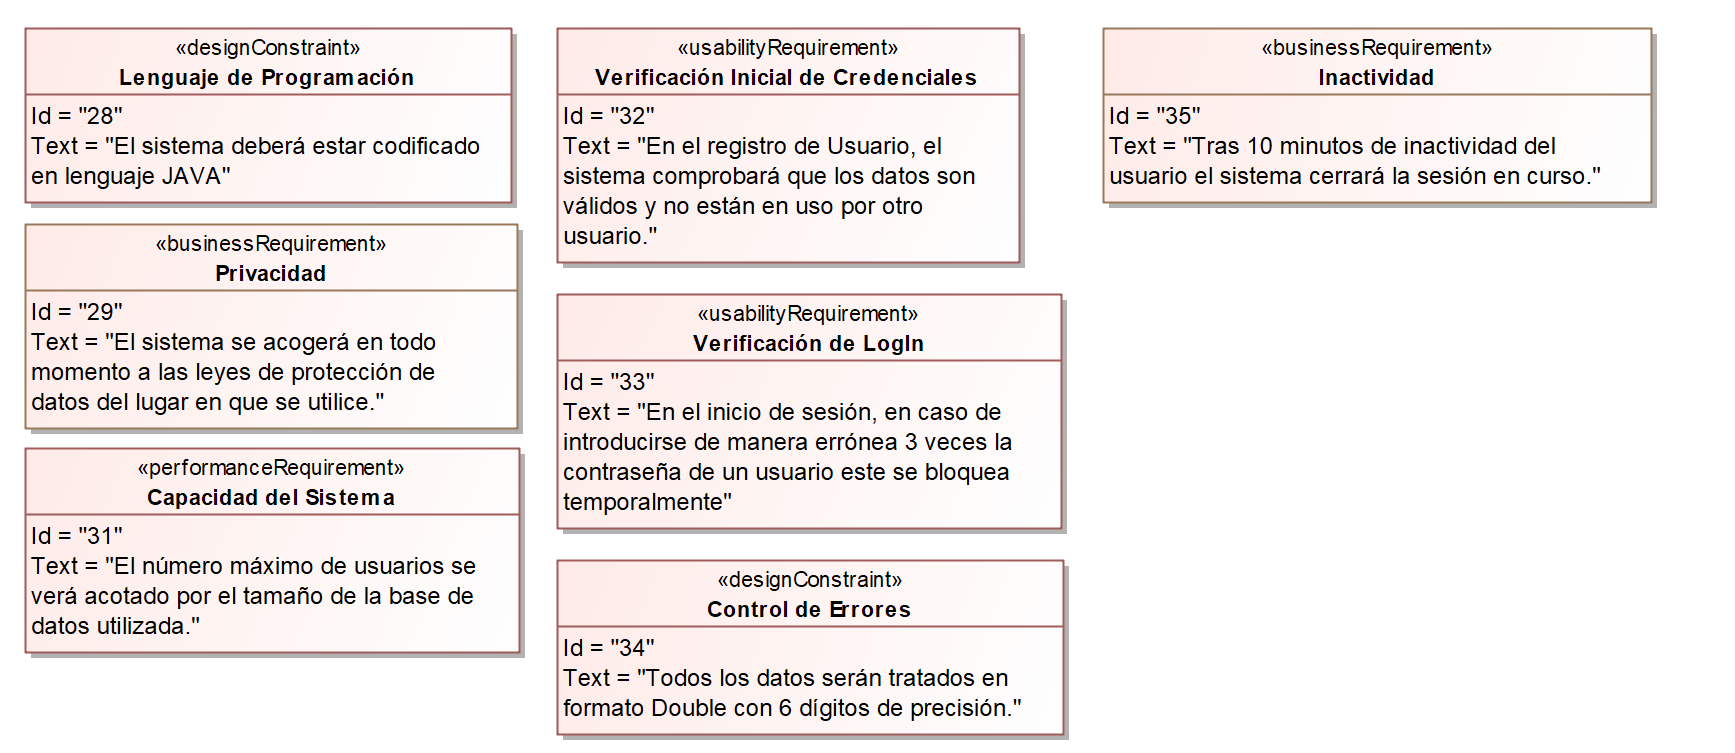 «designConstraint»
Lenguaje de Programación
Id = "28"
Text = "El sistema deberá estar codificado
en lenguaje JAVA"
«businessRequirement»
Privacidad
Id = "29"
Text = "El sistema se acogerá en todo
momento a las leyes de protección de
datos del lugar en que se utilice."
«performanceRequirement»
Capacidad del Sistema
Id = "31"
Text = "El número máximo de usuarios se
verá acotado por el tamaño de la base de
datos utilizada."
«usabilityRequirement»
Verificación Inicial de Credenciales
Id = "32"
Text = "En el registro de Usuario, el
sistema comprobará que los datos son
válidos y no están en uso por otro
usuario."
«usabilityRequirement»
Verificación de LogIn
Id = "33"
Text = "En el inicio de sesión, en caso de
introducirse de manera errónea 3 veces la
contraseña de un usuario este se bloquea
temporalmente"
«designConstraint»
Control de Errores
Id = "34"
Text = "Todos los datos serán tratados en
formato Double con 6 dígitos de precisión."
«businessRequirement»
Inactividad
Id = "35"
Text = "Tras 10 minutos de inactividad del
usuario el sistema cerrará la sesión en curso."